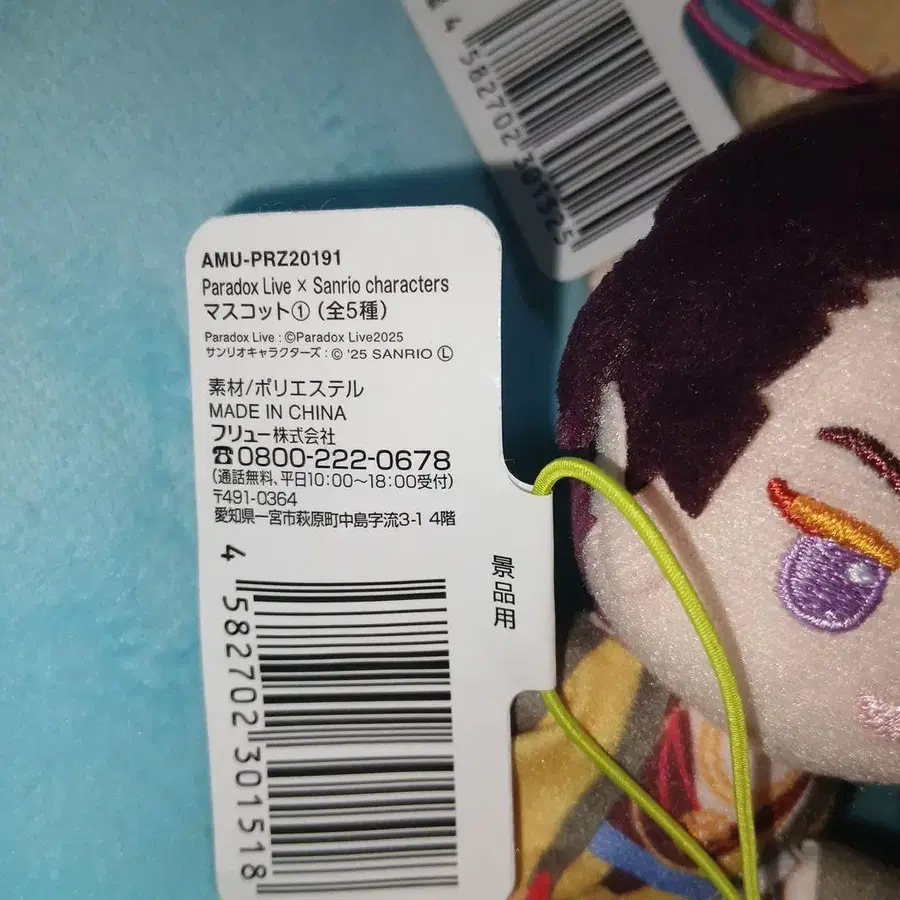 4 582702 301525
AMU-PRZ20191
Paradox Live × Sanrio characters
マスコット①（全5種）
Paradox Live : ©Paradox Live2025
サンリオキャラクターズ : © '25 SANRIO Ⓛ
素材/ポリエステル
MADE IN CHINA
フリュー株式会社
☎0800-222-0678
(通話無料、平日10:00～18:00受付)
〒491-0364
愛知県一宮市萩原町中島字流3-1 4階
景品用
4 582702 301518